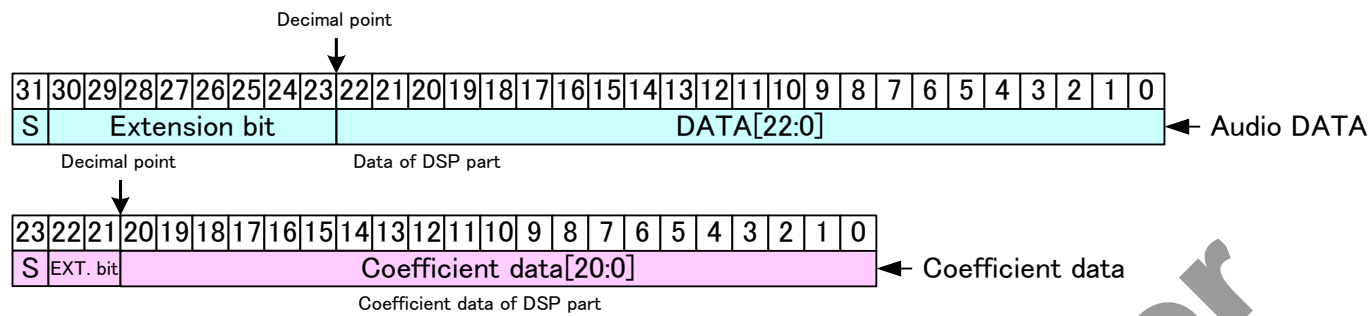 Decimal point
31 30 29 28 27 26 25 24 23 22 21 20 19 18 17 16 15 14 13 12 11 10 9 8 7 6 5 4 3 2 1 0
S Extension bit DATA[22:0] Audio DATA
Decimal point Data of DSP part
23 22 21 20 19 18 17 16 15 14 13 12 11 10 9 8 7 6 5 4 3 2 1 0
S EXT. bit Coefficient data[20:0] Coefficient data
Coefficient data of DSP part